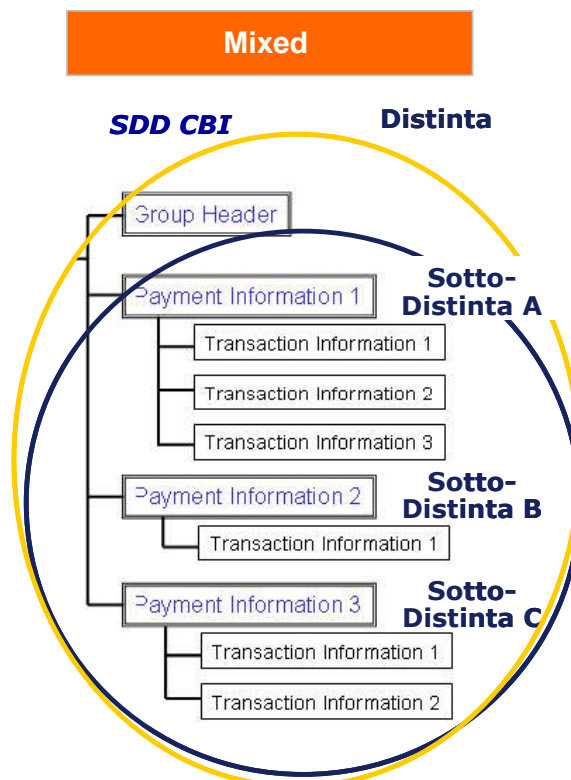 Mixed
SDD CBI
Distinta
Group Header
Payment Information 1
Sotto-
Distinta A
Transaction Information 1
Transaction Information 2
Transaction Information 3
Payment Information 2
Sotto-
Distinta B
Transaction Information 1
Payment Information 3
Sotto-
Distinta C
Transaction Information 1
Transaction Information 2